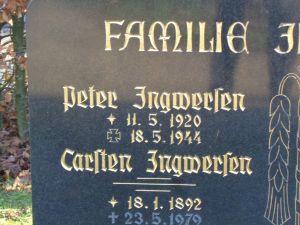 FAMILIE I
Peter Ingwersen
11. 5. 1920
18. 5. 1944
Carsten Ingwersen
18. 1. 1892
23. 5. 1979